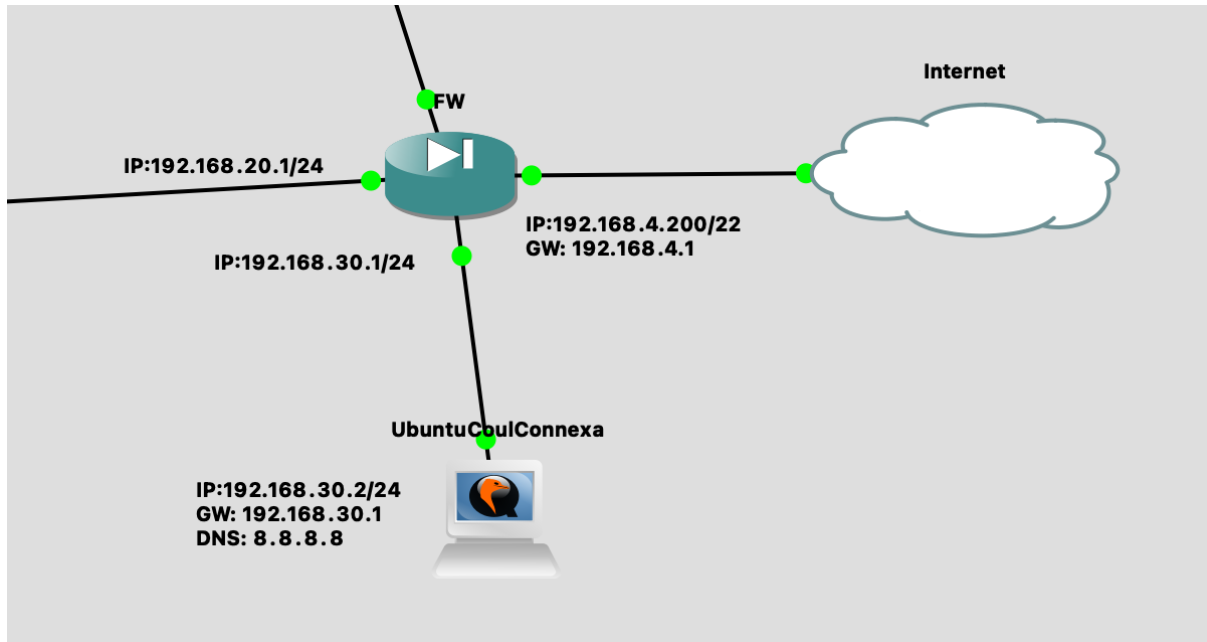 Internet
FW
IP:192.168.20.1/24
IP:192.168.4.200/22
GW: 192.168.4.1
IP:192.168.30.1/24
UbuntuCoulConnexa
IP:192.168.30.2/24
GW: 192.168.30.1
DNS: 8.8.8.8